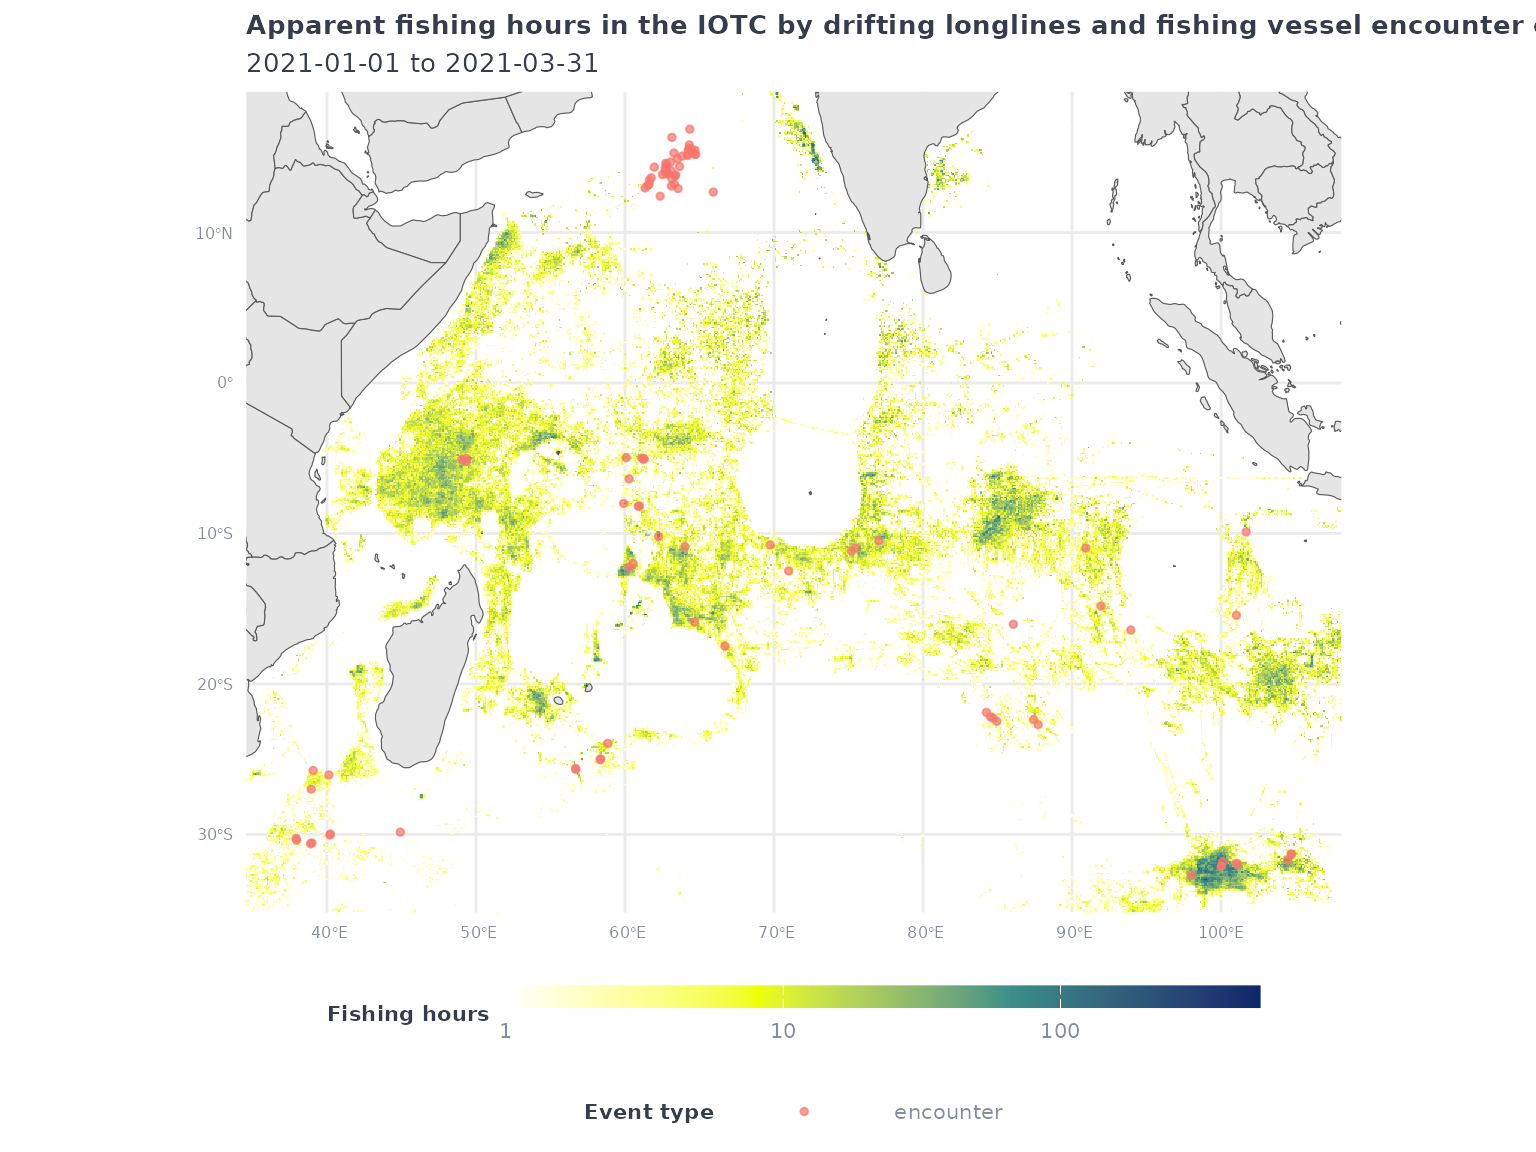 Apparent fishing hours in the IOTC by drifting longlines and fishing vessel encounter
2021-01-01 to 2021-03-31
10°N
0°
10°S
20°S
30°S
40°E
50°E
60°E
70°E
80°E
90°E
100°E
Fishing hours
1
10
100
Event type
encounter